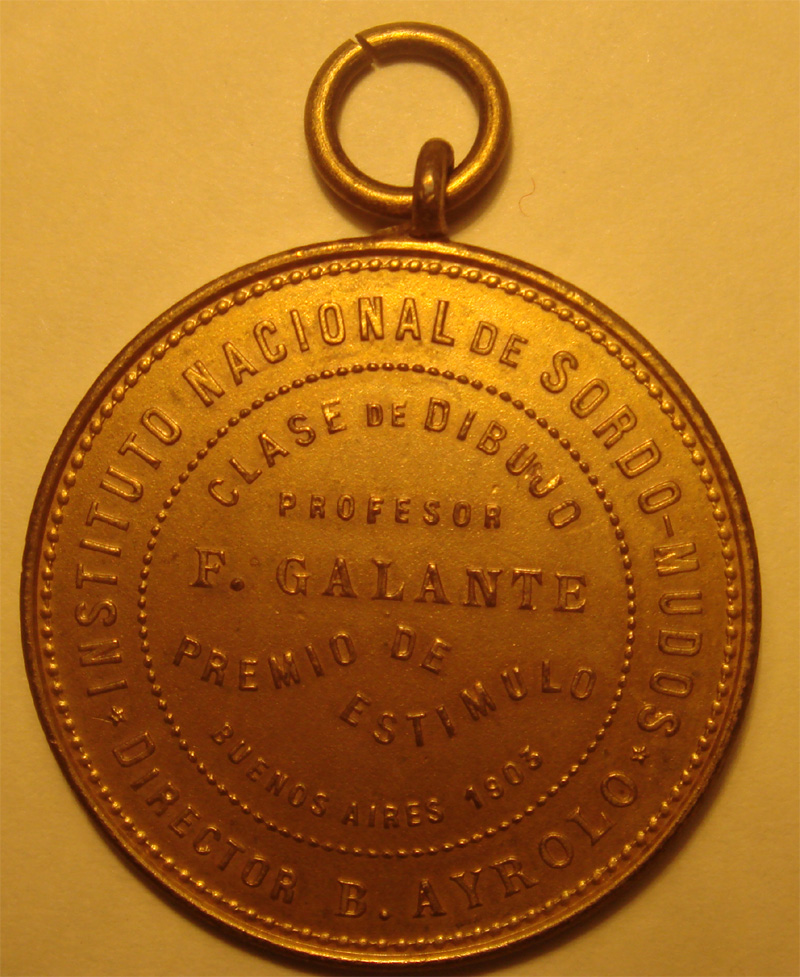 INSTITUTO NACIONAL DE SORDO-MUDOS
CLASE DE DIBUJO
PROFESOR
F. GALANTE
PREMIO DE
ESTIMULO
BUENOS AIRES 1903
* DIRECTOR B. AYROLO *